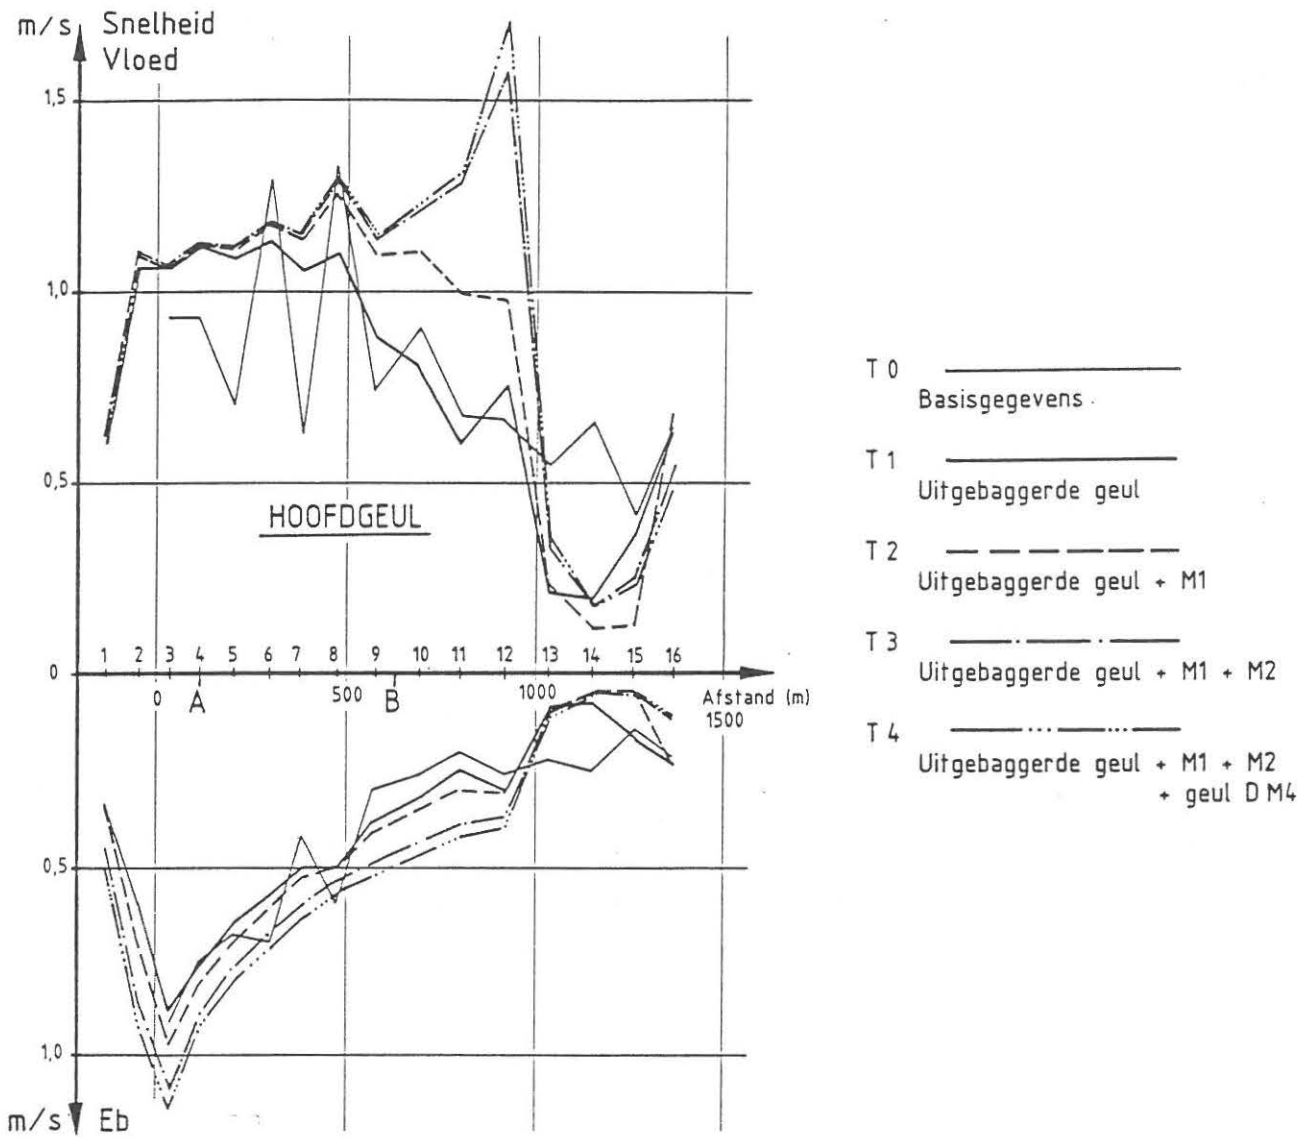 m/s Snelheid
Vloed
1,5
1,0
0,5
HOOFDGEUL
1 2 3 4 5 6 7 8 9 10 11 12 13 14 15 16
0
0 A 500 B 1000 Afstand (m)
1500
0,5
1,0
m/s Eb
T 0
Basisgegevens
T 1
Uitgebaggerde geul
T 2
Uitgebaggerde geul + M1
T 3
Uitgebaggerde geul + M1 + M2
T 4
Uitgebaggerde geul + M1 + M2
+ geul D M4